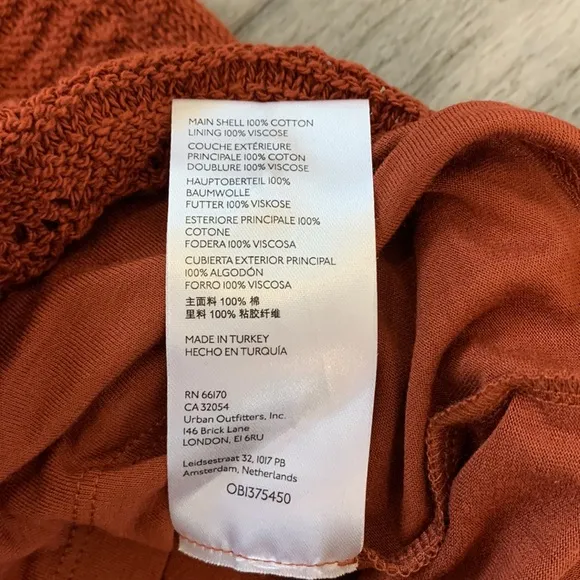 MAIN SHELL 100% COTTON
LINING 100% VISCOSE
COUCHE EXTÉRIEURE
PRINCIPALE 100% COTON
DOUBLURE 100% VISCOSE
HAUPTOBERTEIL 100%
BAUMWOLLE
FUTTER 100% VISKOSE
ESTERIORE PRINCIPALE 100%
COTONE
FODERA 100% VISCOSA
CUBIERTA EXTERIOR PRINCIPAL
100% ALGODÓN
FORRO 100% VISCOSA
主面料 100% 棉
里料 100% 粘胶纤维
MADE IN TURKEY
HECHO EN TURQUÍA
RN 66170
CA 32054
Urban Outfitters, Inc.
146 Brick Lane
LONDON, E1 6RU
Leidsestraat 32, 1017 PB
Amsterdam, Netherlands
OB1375450